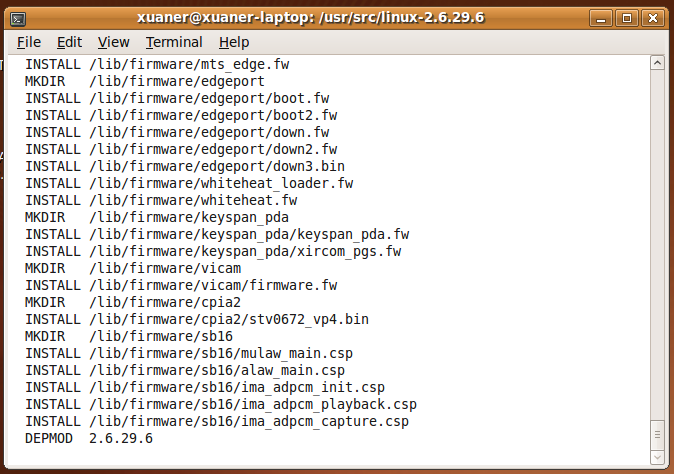 xuaner@xuaner-laptop: /usr/src/linux-2.6.29.6
File Edit View Terminal Help
INSTALL /lib/firmware/mts_edge.fw
MKDIR /lib/firmware/edgeport
INSTALL /lib/firmware/edgeport/boot.fw
INSTALL /lib/firmware/edgeport/boot2.fw
INSTALL /lib/firmware/edgeport/down.fw
INSTALL /lib/firmware/edgeport/down2.fw
INSTALL /lib/firmware/edgeport/down3.bin
INSTALL /lib/firmware/whiteheat_loader.fw
INSTALL /lib/firmware/whiteheat.fw
MKDIR /lib/firmware/keyspan_pda
INSTALL /lib/firmware/keyspan_pda/keyspan_pda.fw
INSTALL /lib/firmware/keyspan_pda/xircom_pgs.fw
MKDIR /lib/firmware/vicam
INSTALL /lib/firmware/vicam/firmware.fw
MKDIR /lib/firmware/cpia2
INSTALL /lib/firmware/cpia2/stv0672_vp4.bin
MKDIR /lib/firmware/sb16
INSTALL /lib/firmware/sb16/mulaw_main.csp
INSTALL /lib/firmware/sb16/alaw_main.csp
INSTALL /lib/firmware/sb16/ima_adpcm_init.csp
INSTALL /lib/firmware/sb16/ima_adpcm_playback.csp
INSTALL /lib/firmware/sb16/ima_adpcm_capture.csp
DEPMOD 2.6.29.6